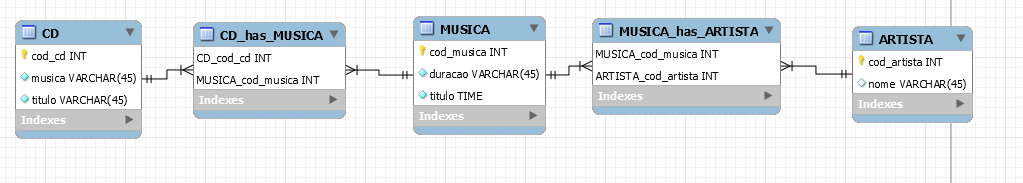 CD
cod_cd INT
musica VARCHAR(45)
titulo VARCHAR(45)
Indexes
CD_has_MUSICA
CD_cod_cd INT
MUSICA_cod_musica INT
Indexes
MUSICA
cod_musica INT
duracao VARCHAR(45)
titulo TIME
Indexes
MUSICA_has_ARTISTA
MUSICA_cod_musica INT
ARTISTA_cod_artista INT
Indexes
ARTISTA
cod_artista INT
nome VARCHAR(45)
Indexes